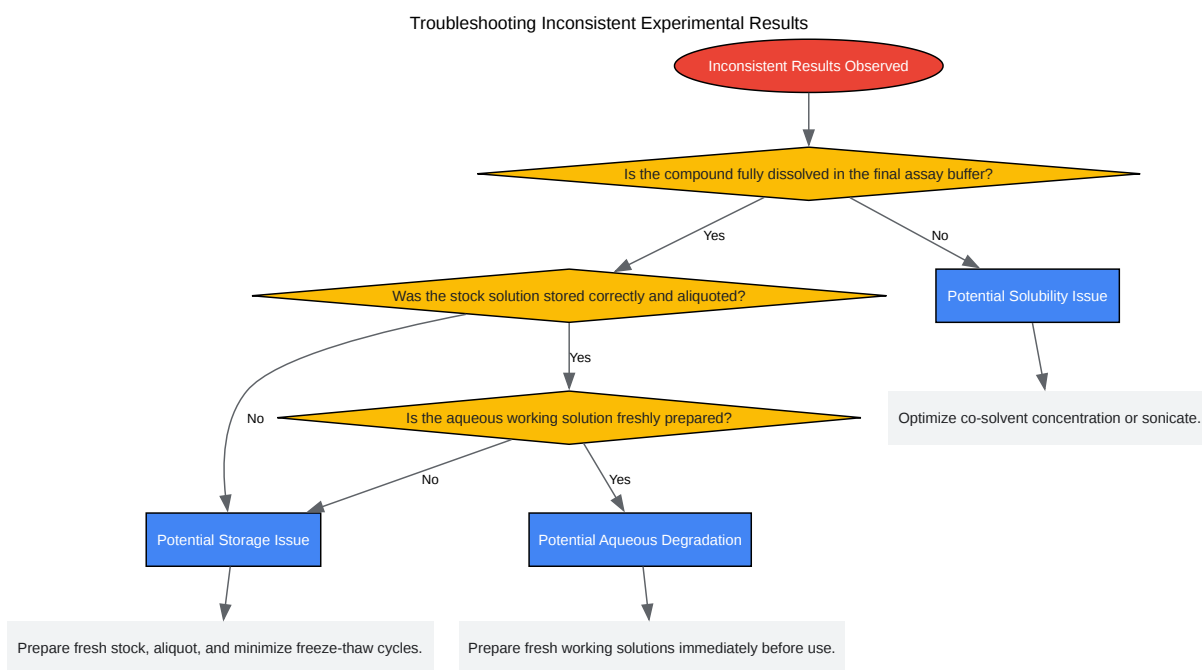 Troubleshooting Inconsistent Experimental Results
Inconsistent Results Observed
Is the compound fully dissolved in the final assay buffer?
Yes
No
Was the stock solution stored correctly and aliquoted?
Potential Solubility Issue
Yes
No
Is the aqueous working solution freshly prepared?
Optimize co-solvent concentration or sonicate.
No
Yes
Potential Storage Issue
Potential Aqueous Degradation
Prepare fresh stock, aliquot, and minimize freeze-thaw cycles.
Prepare fresh working solutions immediately before use.